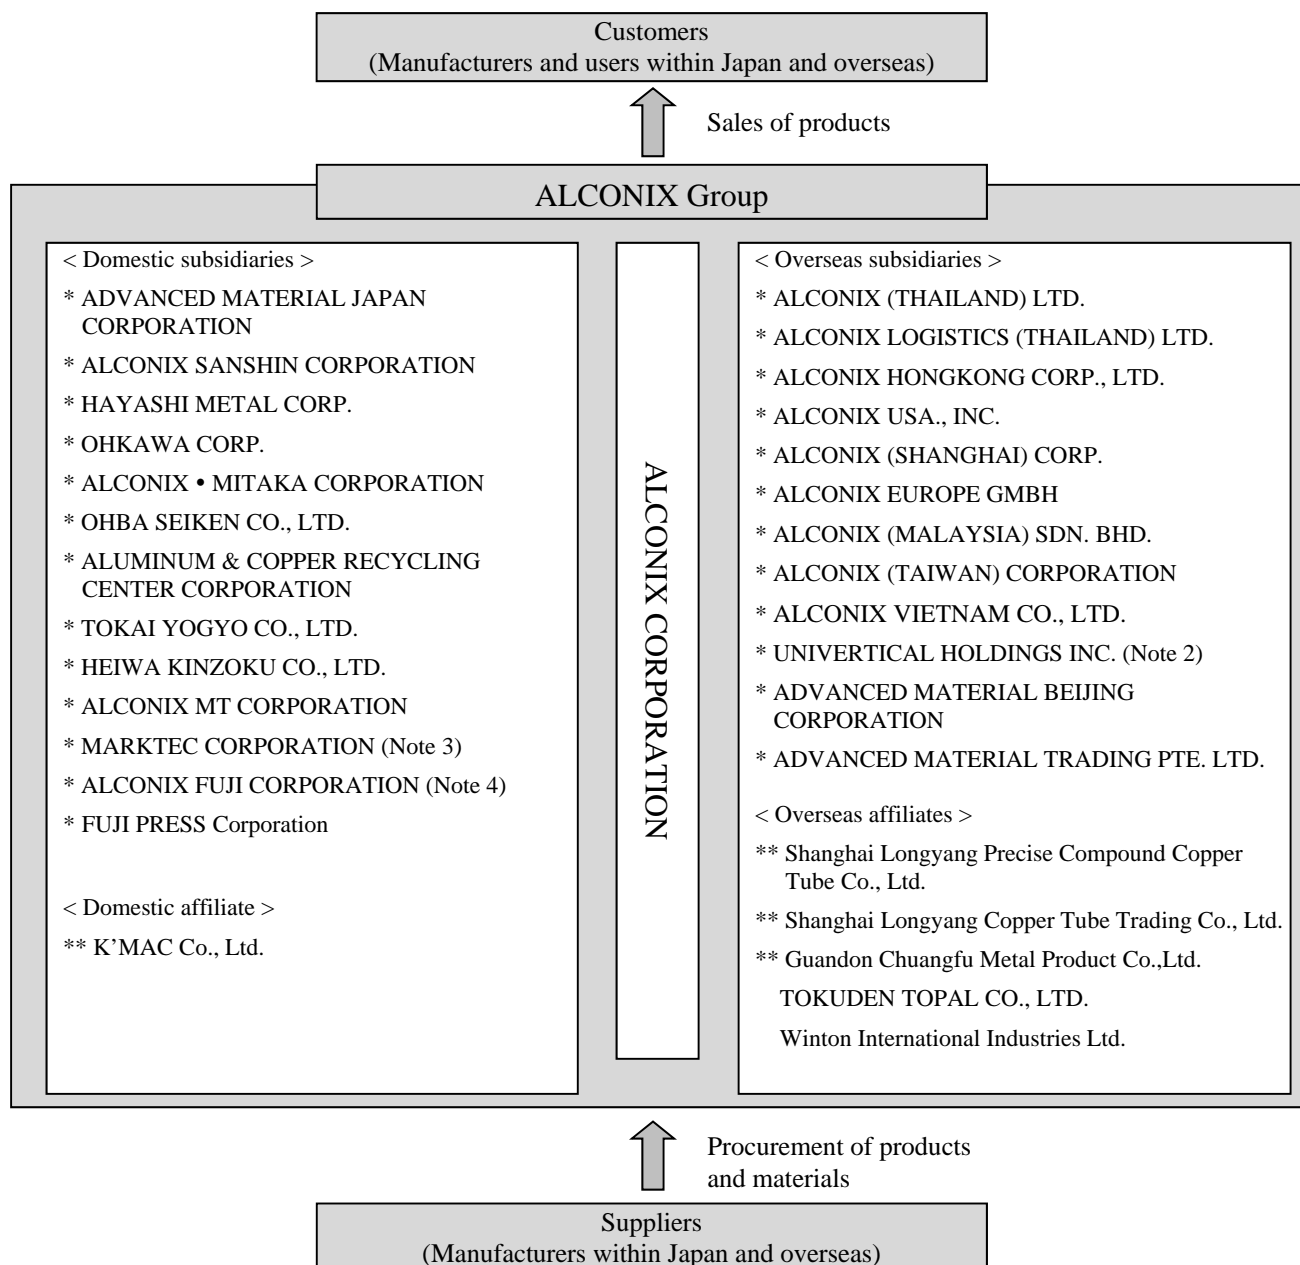 Customers
(Manufacturers and users within Japan and overseas)
Sales of products
ALCONIX Group
< Domestic subsidiaries >
* ADVANCED MATERIAL JAPAN
CORPORATION
* ALCONIX SANSHIN CORPORATION
* HAYASHI METAL CORP.
* OHKAWA CORP.
* ALCONIX • MITAKA CORPORATION
* OHBA SEIKEN CO., LTD.
* ALUMINUM & COPPER RECYCLING
CENTER CORPORATION
* TOKAI YOGYO CO., LTD.
* HEIWA KINZOKU CO., LTD.
* ALCONIX MT CORPORATION
* MARKTEC CORPORATION (Note 3)
* ALCONIX FUJI CORPORATION (Note 4)
* FUJI PRESS Corporation
< Domestic affiliate >
** K’MAC Co., Ltd.
ALCONIX CORPORATION
< Overseas subsidiaries >
* ALCONIX (THAILAND) LTD.
* ALCONIX LOGISTICS (THAILAND) LTD.
* ALCONIX HONGKONG CORP., LTD.
* ALCONIX USA., INC.
* ALCONIX (SHANGHAI) CORP.
* ALCONIX EUROPE GMBH
* ALCONIX (MALAYSIA) SDN. BHD.
* ALCONIX (TAIWAN) CORPORATION
* ALCONIX VIETNAM CO., LTD.
* UNIVERTICAL HOLDINGS INC. (Note 2)
* ADVANCED MATERIAL BEIJING
CORPORATION
* ADVANCED MATERIAL TRADING PTE. LTD.
< Overseas affiliates >
** Shanghai Longyang Precise Compound Copper
Tube Co., Ltd.
** Shanghai Longyang Copper Tube Trading Co., Ltd.
** Guandon Chuangfu Metal Product Co.,Ltd.
TOKUDEN TOPAL CO., LTD.
Winton International Industries Ltd.
Procurement of products
and materials
Suppliers
(Manufacturers within Japan and overseas)